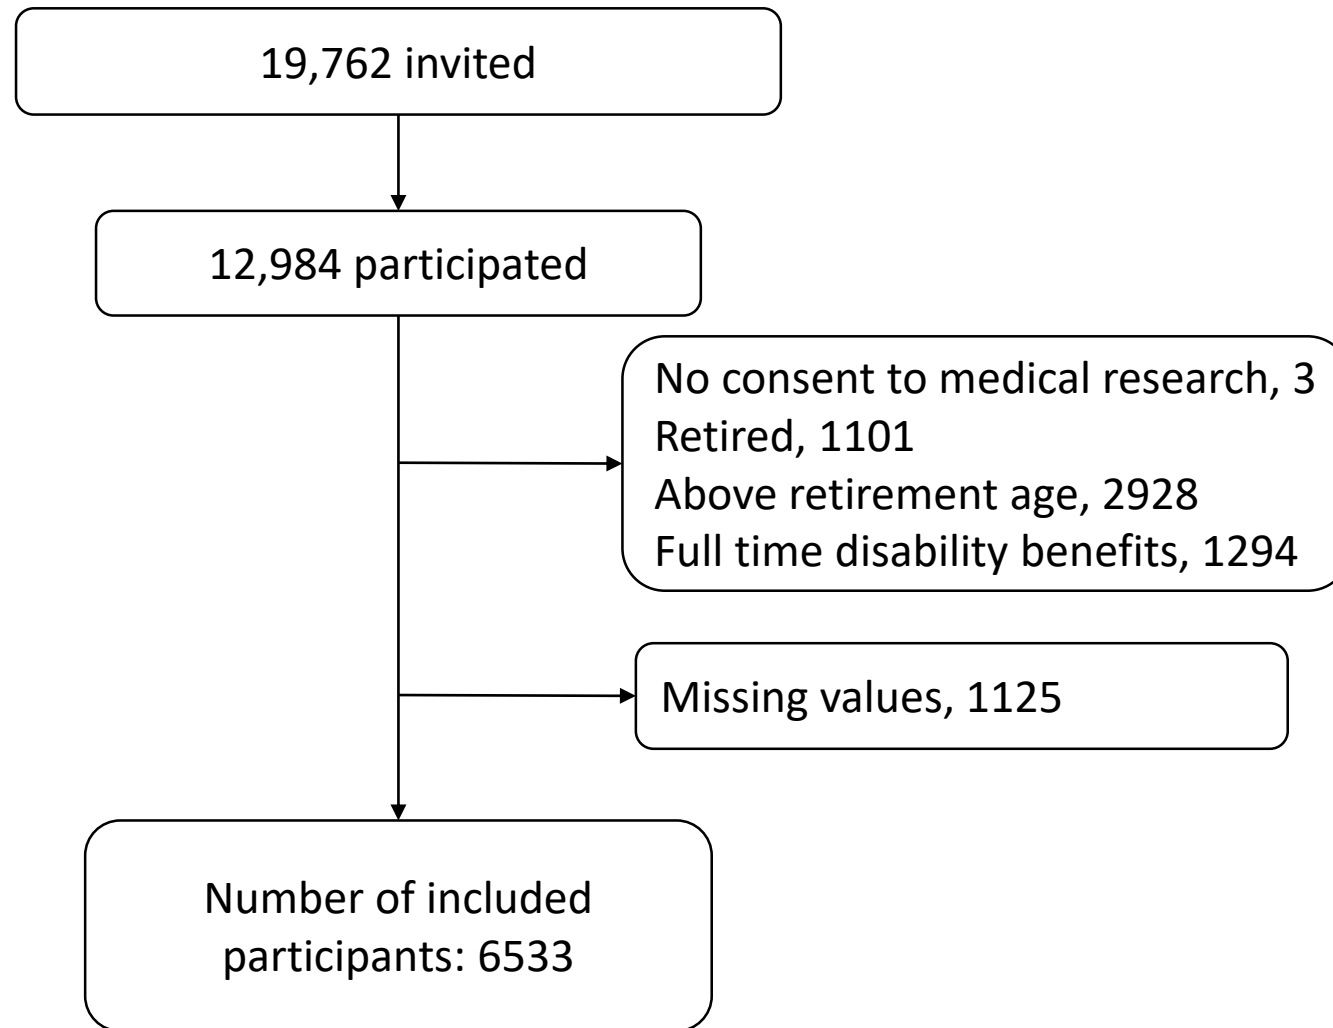 19,762 invited
12,984 participated
No consent to medical research, 3
Retired, 1101
Above retirement age, 2928
Full time disability benefits, 1294
Missing values, 1125
Number of included
participants: 6533